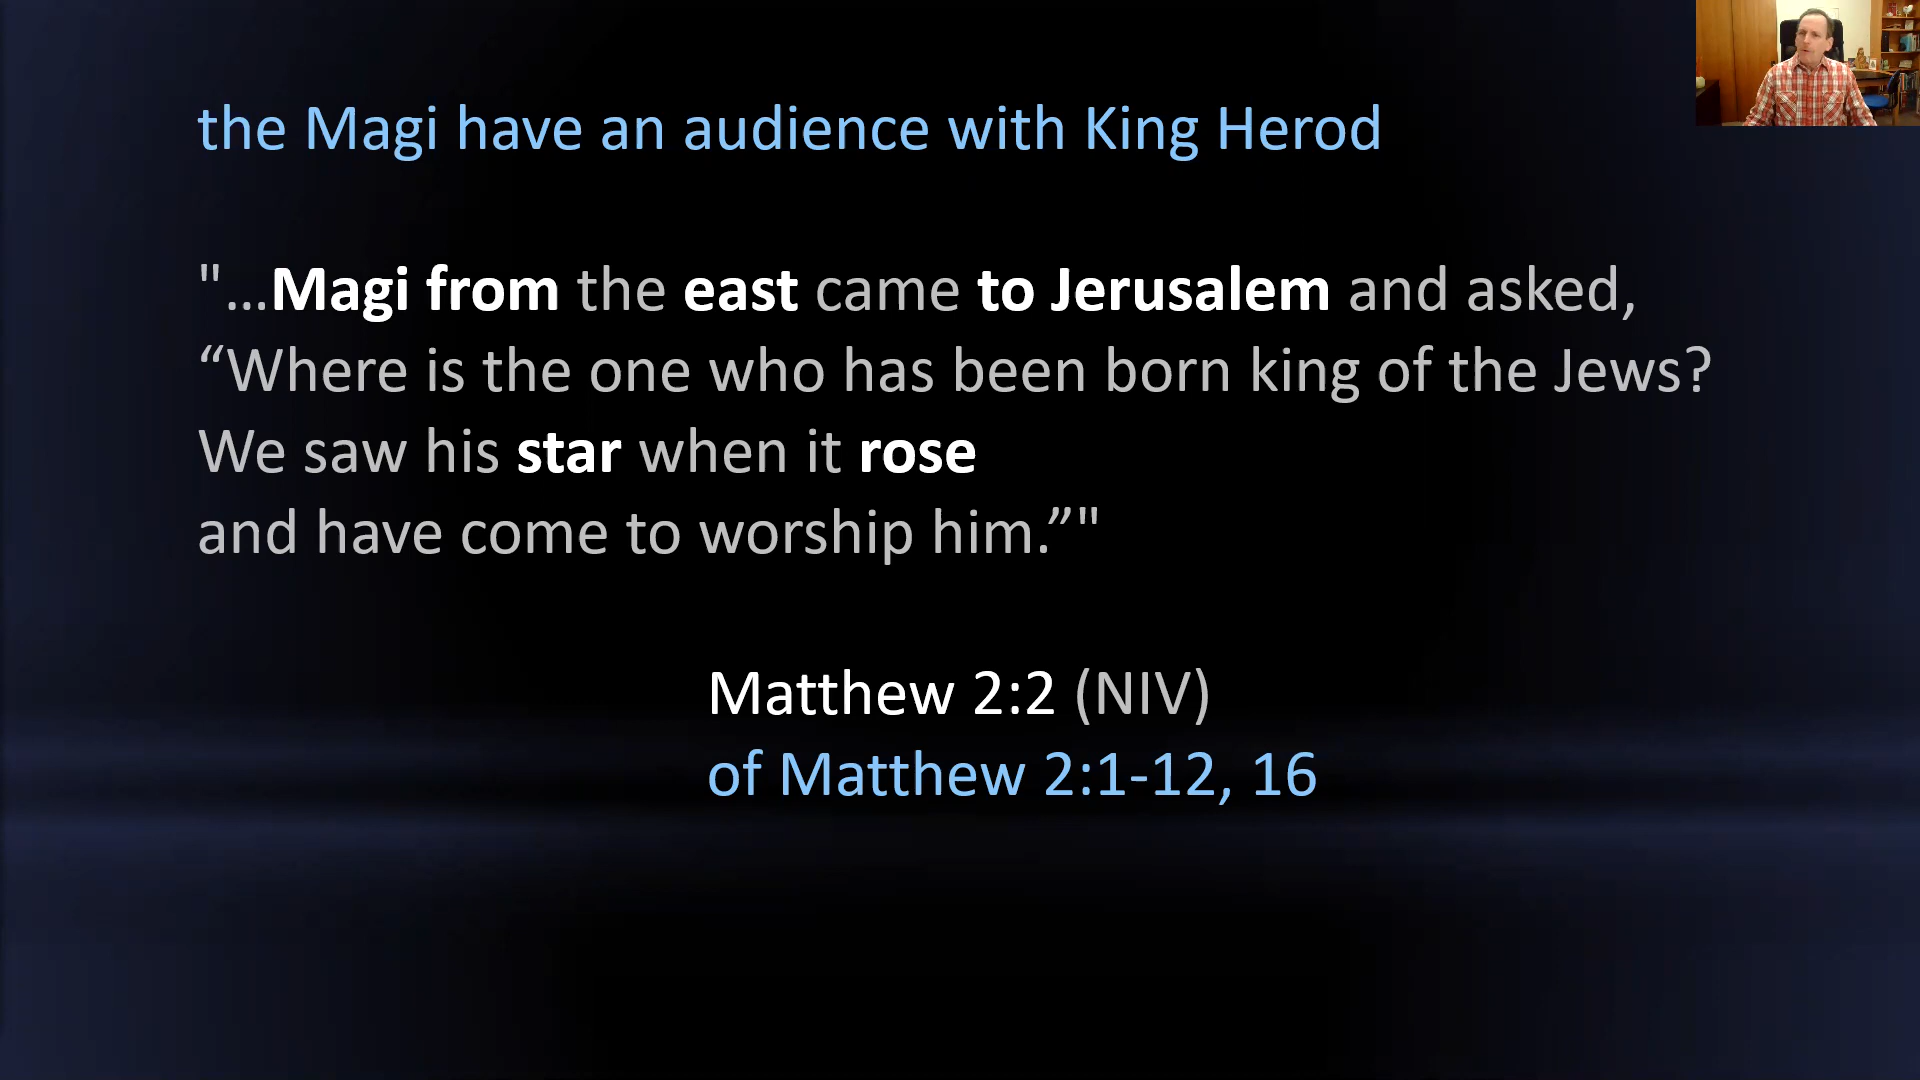 the Magi have an audience with King Herod
"…Magi from the east came to Jerusalem and asked,
“Where is the one who has been born king of the Jews?
We saw his star when it rose
and have come to worship him.”"
Matthew 2:2 (NIV)
of Matthew 2:1-12, 16